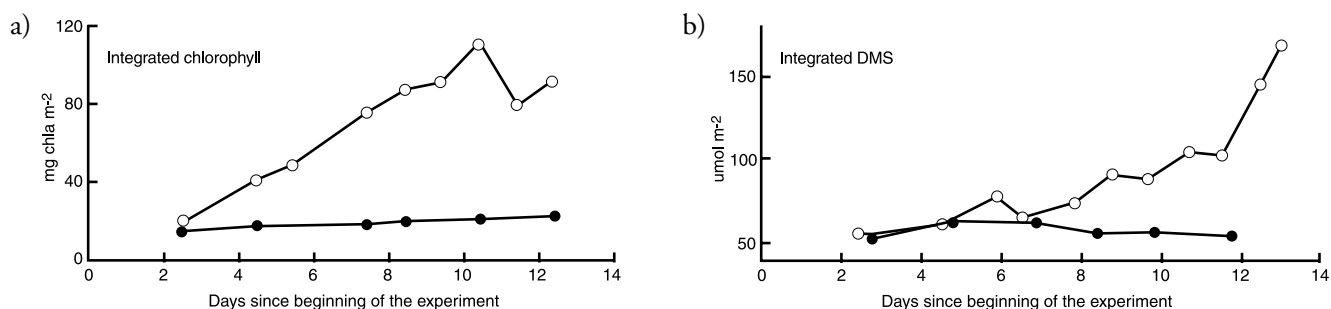 a)
Integrated chlorophyll
mg chla m-2
120
80
40
0
0 2 4 6 8 10 12 14
Days since beginning of the experiment
b)
Integrated DMS
umol m-2
150
100
50
0 2 4 6 8 10 12 14
Days since beginning of the experiment